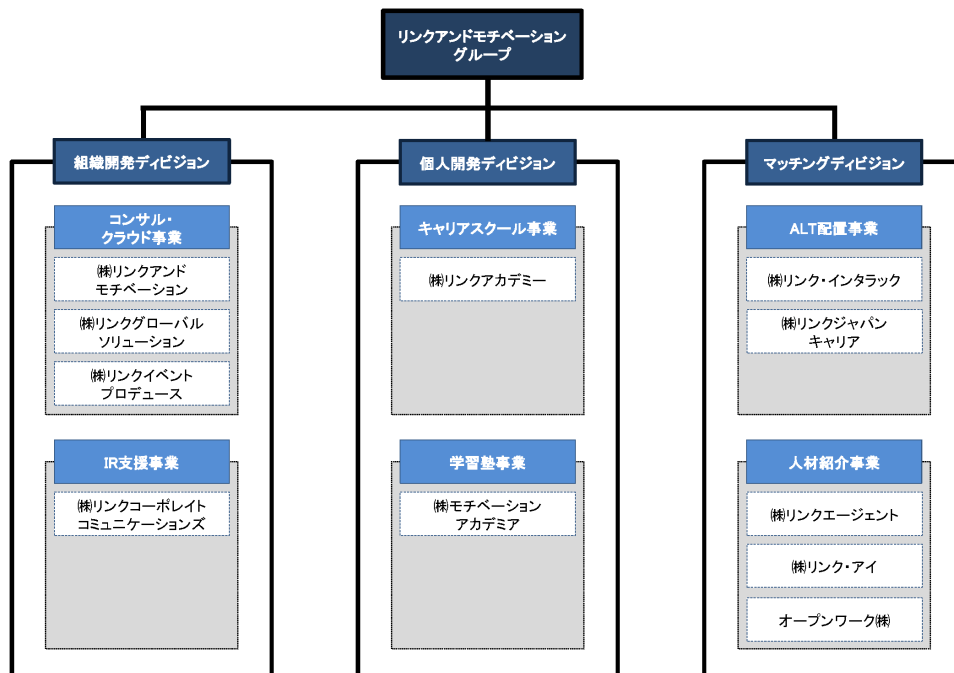 リンクアンドモチベーション
グループ
組織開発ディビジョン
コンサル・
クラウド事業
㈱リンクアンド
モチベーション
㈱リンクグローバル
ソリューション
㈱リンクイベント
プロデュース
IR支援事業
㈱リンクコーポレイト
コミュニケーションズ
個人開発ディビジョン
キャリアスクール事業
㈱リンクアカデミー
学習塾事業
㈱モチベーション
アカデミア
マッチングディビジョン
ALT配置事業
㈱リンク・インタラック
㈱リンクジャパン
キャリア
人材紹介事業
㈱リンクエージェント
㈱リンク・アイ
オープンワーク㈱